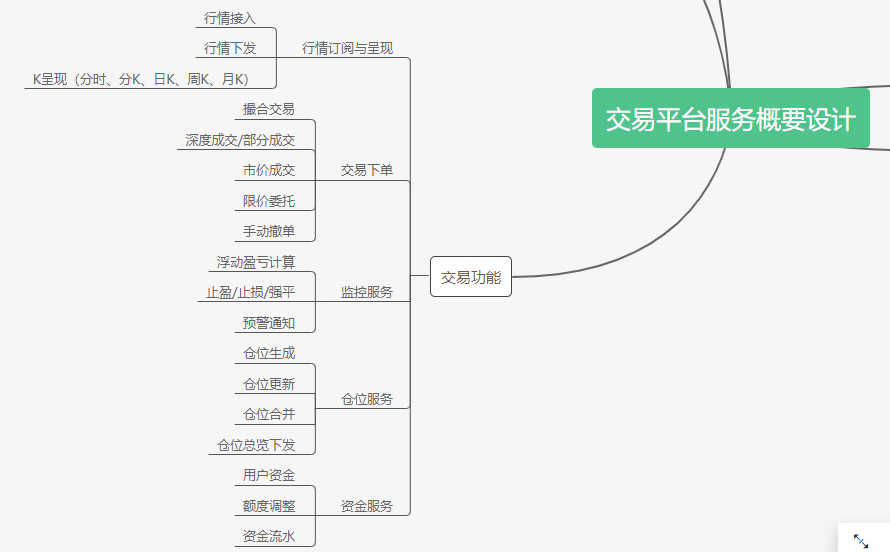 交易平台服务概要设计
交易功能
行情订阅与呈现
行情接入
行情下发
K呈现（分时、分K、日K、周K、月K）
交易下单
撮合交易
深度成交/部分成交
市价成交
限价委托
手动撤单
监控服务
浮动盈亏计算
止盈/止损/强平
预警通知
仓位服务
仓位生成
仓位更新
仓位合并
仓位总览下发
资金服务
用户资金
额度调整
资金流水